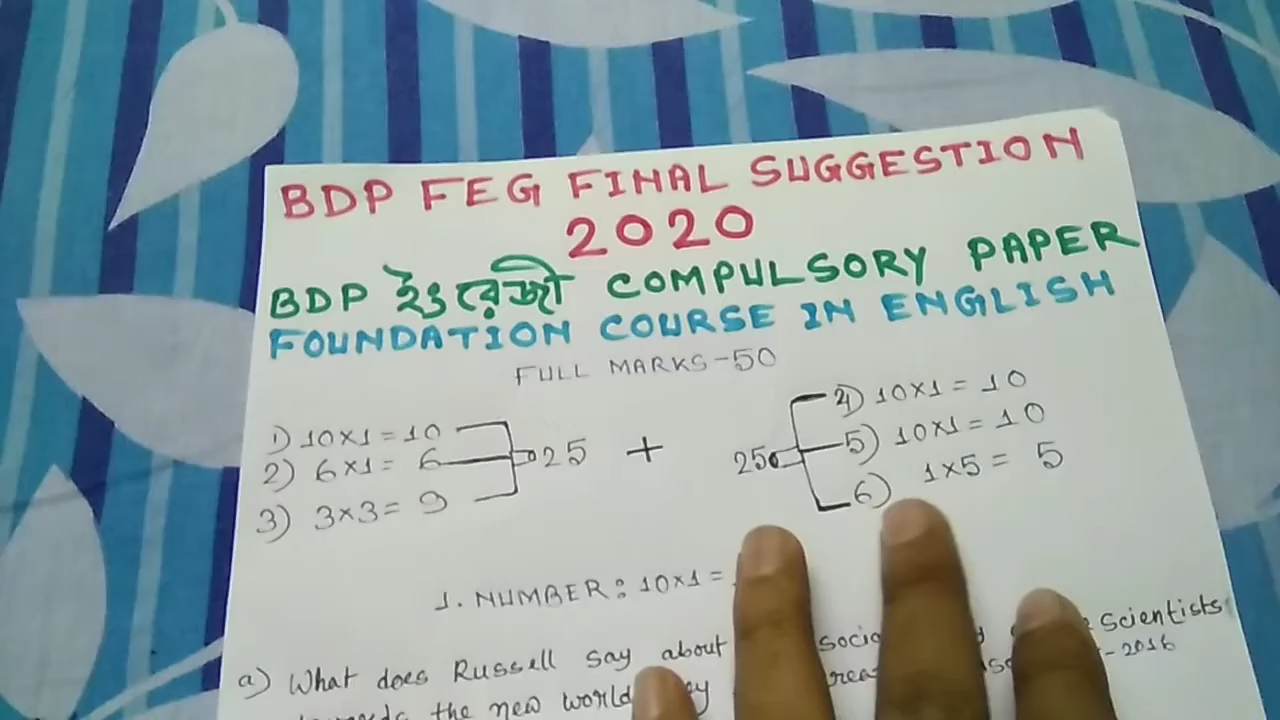 BDP FEG FINAL SUGGESTION
2020
BDP ইংরেজী COMPULSORY PAPER
FOUNDATION COURSE IN ENGLISH
FULL MARKS-50
1) 10×1 = 10
2) 6×1 = 6
3) 3×3 = 9
25 + 25
4) 10×1 = 10
5) 10×1 = 10
6) 1×5 = 5
1. NUMBER: 10×1 =
a) What does Russell say about scientists
the new world -2016